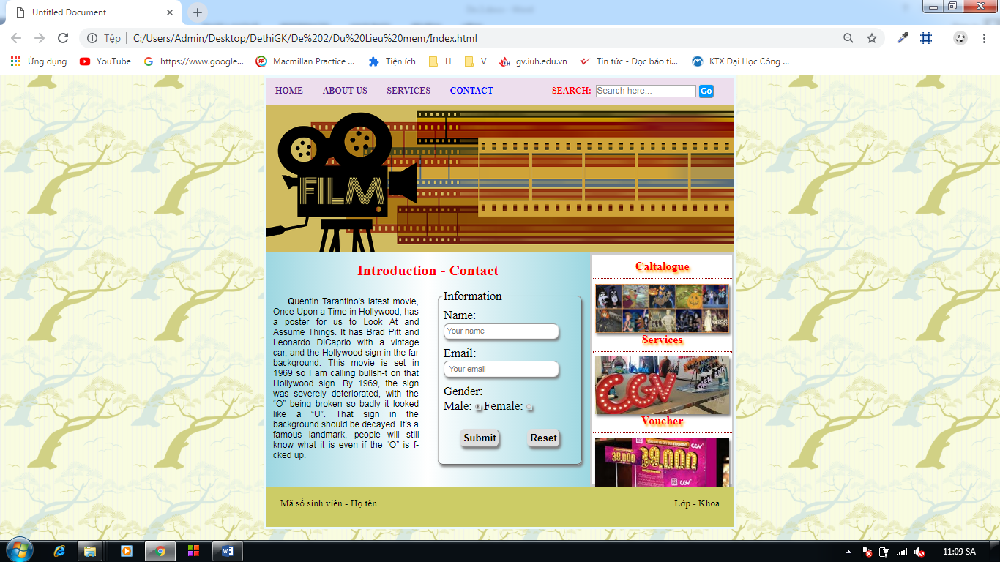 Untitled Document
Tệp | C:/Users/Admin/Desktop/DethiGK/De%202/Du%20Lieu%20mem/Index.html
Ứng dụng YouTube https://www.google... Macmillan Practice ... Tiện ích H V gv.iuh.edu.vn Tin tức - Đọc báo ti... KTX Đại Học Công ...
HOME ABOUT US SERVICES CONTACT SEARCH: Search here... Go
FILM
Introduction - Contact
Quentin Tarantino’s latest movie,
Once Upon a Time in Hollywood, has
a poster for us to Look At and
Assume Things. It has Brad Pitt and
Leonardo DiCaprio with a vintage
car, and the Hollywood sign in the far
background. This movie is set in
1969 so I am calling bullsh-t on that
Hollywood sign. By 1969, the sign
was severely deteriorated, with the
“O” being broken so badly it looked
like a “U”. That sign in the
background should be decayed. It’s a
famous landmark, people will still
know what it is even if the “O” is f-
cked up.
Information
Name:
Your name
Email:
Your email
Gender:
Male: Female:
Submit Reset
Caltalogue
Services
CGV
ĐIỆN ẢNH
Voucher
39,000 39,000
CGV
Mã số sinh viên - Họ tên Lớp - Khoa
11:09 SA